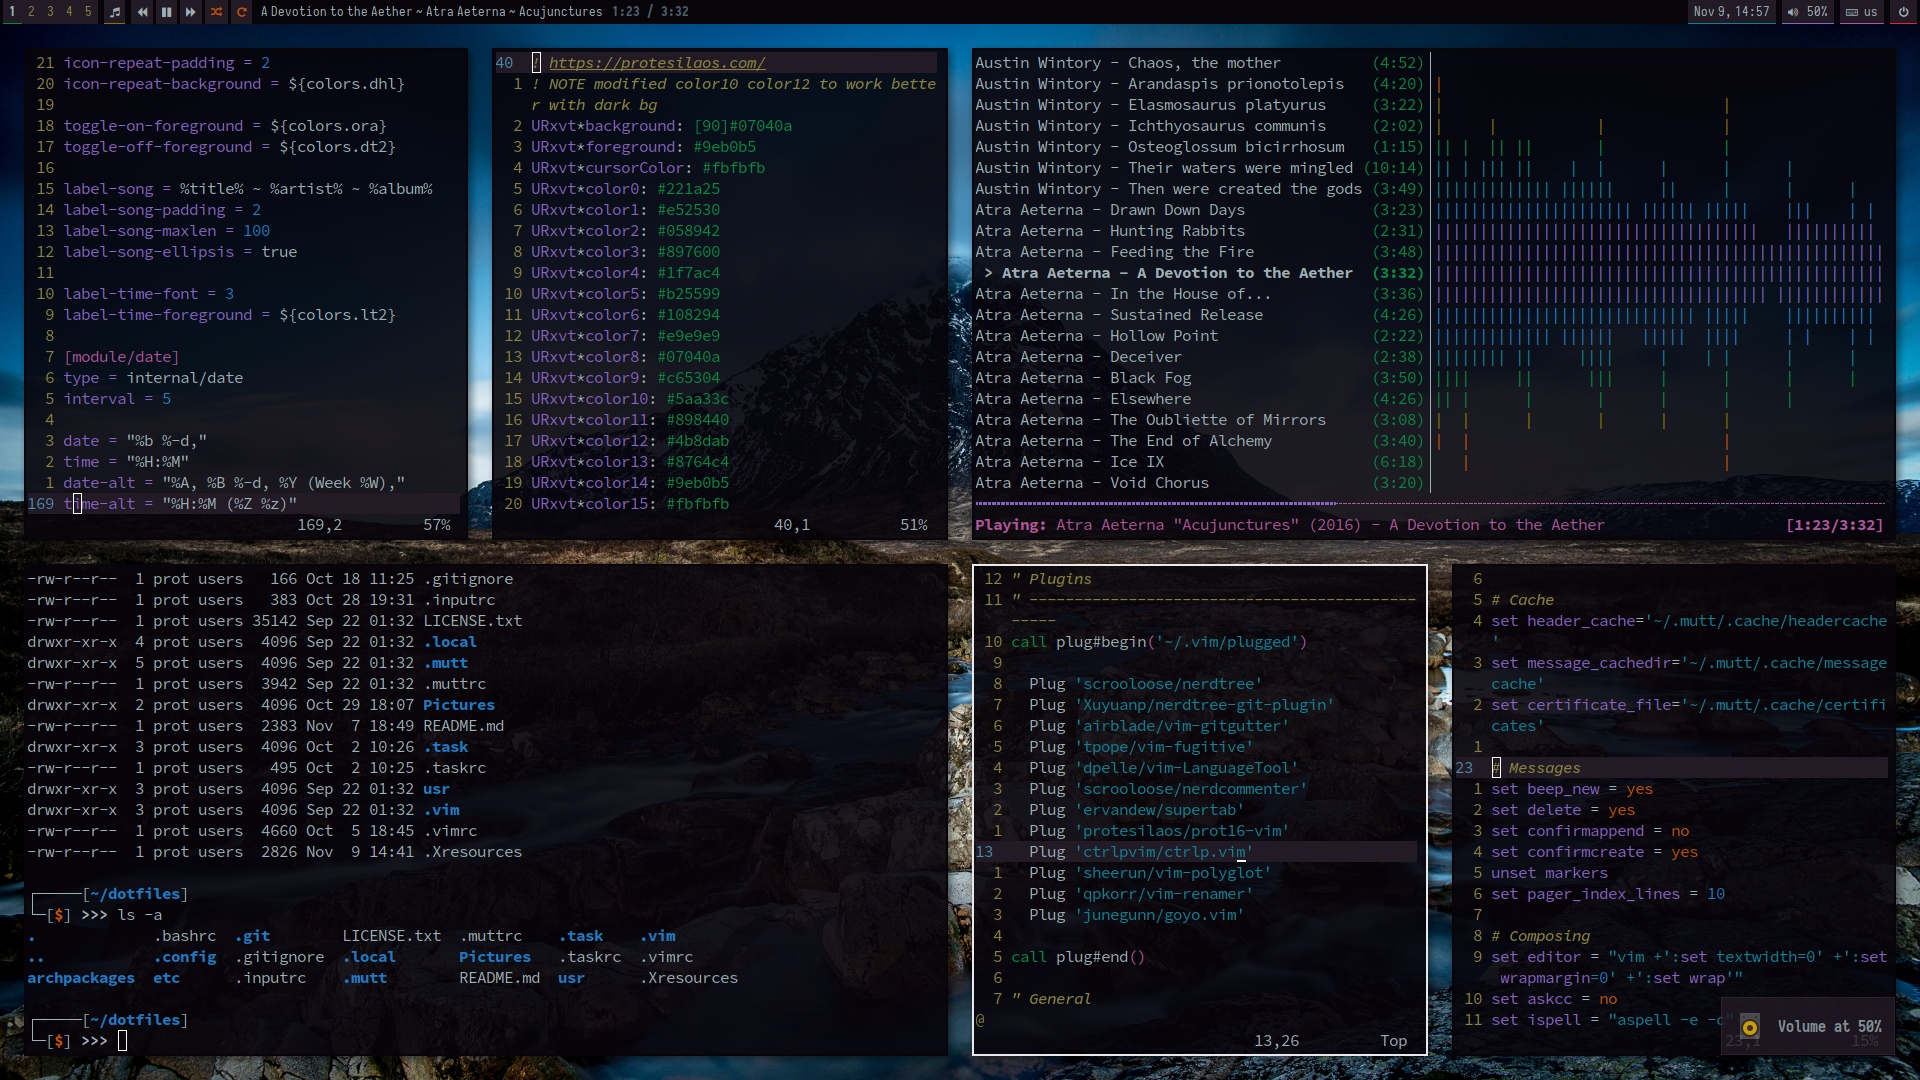 1 2 3 4 5 A Devotion to the Aether ~ Atra Aeterna ~ Acujunctures 1:23 / 3:32 Nov 9, 14:57 50% us
21 icon-repeat-padding = 2
20 icon-repeat-background = ${colors.dhl}
19
18 toggle-on-foreground = ${colors.ora}
17 toggle-off-foreground = ${colors.dt2}
16
15 label-song = %title% ~ %artist% ~ %album%
14 label-song-padding = 2
13 label-song-maxlen = 100
12 label-song-ellipsis = true
11
10 label-time-font = 3
9 label-time-foreground = ${colors.lt2}
8
7 [module/date]
6 type = internal/date
5 interval = 5
4
3 date = "%b %-d,"
2 time = "%H:%M"
1 date-alt = "%A, %B %-d, %Y (Week %W),"
169 time-alt = "%H:%M (%Z %z)"
169,2 57%
40 ! https://protesilaos.com/
1 ! NOTE modified color10 color12 to work bette
r with dark bg
2 URxvt*background: [90]#07040a
3 URxvt*foreground: #9eb0b5
4 URxvt*cursorColor: #fbfbfb
5 URxvt*color0: #221a25
6 URxvt*color1: #e52530
7 URxvt*color2: #058942
8 URxvt*color3: #897600
9 URxvt*color4: #1f7ac4
10 URxvt*color5: #b25599
11 URxvt*color6: #108294
12 URxvt*color7: #e9e9e9
13 URxvt*color8: #07040a
14 URxvt*color9: #c65304
15 URxvt*color10: #5aa33c
16 URxvt*color11: #898440
17 URxvt*color12: #4b8dab
18 URxvt*color13: #8764c4
19 URxvt*color14: #9eb0b5
20 URxvt*color15: #fbfbfb
40,1 51%
Austin Wintory - Chaos, the mother (4:52)
Austin Wintory - Arandaspis prionotolepis (4:20)
Austin Wintory - Elasmosaurus platyurus (3:22)
Austin Wintory - Ichthyosaurus communis (2:02)
Austin Wintory - Osteoglossum bicirrhosum (1:15)
Austin Wintory - Their waters were mingled (10:14)
Austin Wintory - Then were created the gods (3:49)
Atra Aeterna - Drawn Down Days (3:23)
Atra Aeterna - Hunting Rabbits (2:31)
Atra Aeterna - Feeding the Fire (3:48)
> Atra Aeterna - A Devotion to the Aether (3:32)
Atra Aeterna - In the House of... (3:36)
Atra Aeterna - Sustained Release (4:26)
Atra Aeterna - Hollow Point (2:22)
Atra Aeterna - Deceiver (2:38)
Atra Aeterna - Black Fog (3:50)
Atra Aeterna - Elsewhere (4:26)
Atra Aeterna - The Oubliette of Mirrors (3:08)
Atra Aeterna - The End of Alchemy (3:40)
Atra Aeterna - Ice IX (6:18)
Atra Aeterna - Void Chorus (3:20)
Playing: Atra Aeterna "Acujunctures" (2016) - A Devotion to the Aether [1:23/3:32]
-rw-r--r-- 1 prot users 166 Oct 18 11:25 .gitignore
-rw-r--r-- 1 prot users 383 Oct 28 19:31 .inputrc
-rw-r--r-- 1 prot users 35142 Sep 22 01:32 LICENSE.txt
drwxr-xr-x 4 prot users 4096 Sep 22 01:32 .local
drwxr-xr-x 5 prot users 4096 Sep 22 01:32 .mutt
-rw-r--r-- 1 prot users 3942 Sep 22 01:32 .muttrc
drwxr-xr-x 2 prot users 4096 Oct 29 18:07 Pictures
-rw-r--r-- 1 prot users 2383 Nov 7 18:49 README.md
drwxr-xr-x 3 prot users 4096 Oct 2 10:26 .task
-rw-r--r-- 1 prot users 495 Oct 2 10:25 .taskrc
drwxr-xr-x 3 prot users 4096 Sep 22 01:32 usr
drwxr-xr-x 3 prot users 4096 Sep 22 01:32 .vim
-rw-r--r-- 1 prot users 4660 Oct 5 18:45 .vimrc
-rw-r--r-- 1 prot users 2826 Nov 9 14:41 .Xresources
[~/dotfiles]
[$] >>> ls -a
. .bashrc .git LICENSE.txt .muttrc .task .vim
.. .config .gitignore .local Pictures .taskrc .vimrc
archpackages etc .inputrc .mutt README.md usr .Xresources
[~/dotfiles]
[$] >>>
12 " Plugins
11 " -------------------------------------------
-----
10 call plug#begin('~/.vim/plugged')
9
8 Plug 'scrooloose/nerdtree'
7 Plug 'Xuyuanp/nerdtree-git-plugin'
6 Plug 'airblade/vim-gitgutter'
5 Plug 'tpope/vim-fugitive'
4 Plug 'dpelle/vim-LanguageTool'
3 Plug 'scrooloose/nerdcommenter'
2 Plug 'ervandew/supertab'
1 Plug 'protesilaos/prot16-vim'
13 Plug 'ctrlpvim/ctrlp.vim'
1 Plug 'sheerun/vim-polyglot'
2 Plug 'qpkorr/vim-renamer'
3 Plug 'junegunn/goyo.vim'
4
5 call plug#end()
6
7 " General
@
13,26 Top
6
5 # Cache
4 set header_cache='~/.mutt/.cache/headercache
'
3 set message_cachedir='~/.mutt/.cache/message
cache'
2 set certificate_file='~/.mutt/.cache/certifi
cates'
1
23 # Messages
1 set beep_new = yes
2 set delete = yes
3 set confirmappend = no
4 set confirmcreate = yes
5 unset markers
6 set pager_index_lines = 10
7
8 # Composing
9 set editor = "vim +':set textwidth=0' +':set
wrapmargin=0' +':set wrap'"
10 set askcc = no
11 set ispell = "aspell -e -c"
23,1 15%
Volume at 50%